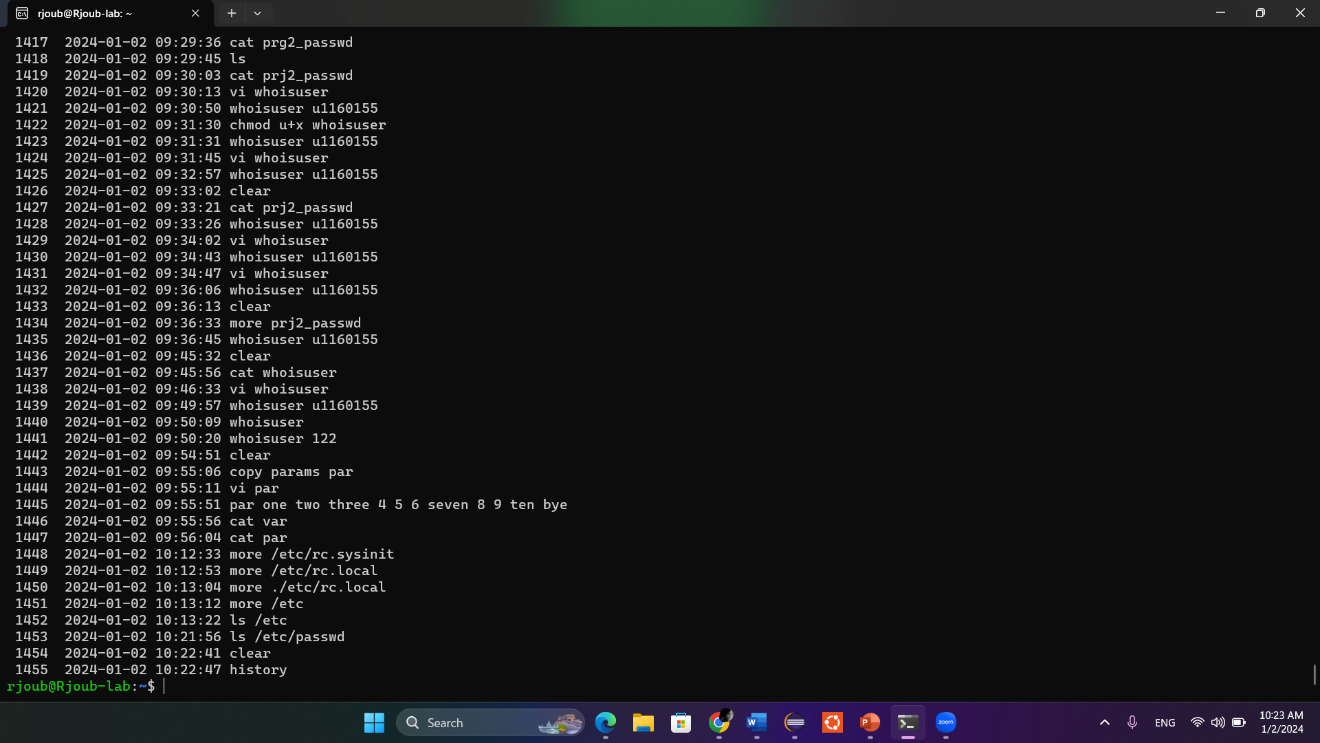 rjoub@Rjoub-lab: ~
1417 2024-01-02 09:29:36 cat prg2_passwd
1418 2024-01-02 09:29:45 ls
1419 2024-01-02 09:30:03 cat prj2_passwd
1420 2024-01-02 09:30:13 vi whoisuser
1421 2024-01-02 09:30:50 whoisuser u1160155
1422 2024-01-02 09:31:30 chmod u+x whoisuser
1423 2024-01-02 09:31:31 whoisuser u1160155
1424 2024-01-02 09:31:45 vi whoisuser
1425 2024-01-02 09:32:57 whoisuser u1160155
1426 2024-01-02 09:33:02 clear
1427 2024-01-02 09:33:21 cat prj2_passwd
1428 2024-01-02 09:33:26 whoisuser u1160155
1429 2024-01-02 09:34:02 vi whoisuser
1430 2024-01-02 09:34:43 whoisuser u1160155
1431 2024-01-02 09:34:47 vi whoisuser
1432 2024-01-02 09:36:06 whoisuser u1160155
1433 2024-01-02 09:36:13 clear
1434 2024-01-02 09:36:33 more prj2_passwd
1435 2024-01-02 09:36:45 whoisuser u1160155
1436 2024-01-02 09:45:32 clear
1437 2024-01-02 09:45:56 cat whoisuser
1438 2024-01-02 09:46:33 vi whoisuser
1439 2024-01-02 09:49:57 whoisuser u1160155
1440 2024-01-02 09:50:09 whoisuser
1441 2024-01-02 09:50:20 whoisuser 122
1442 2024-01-02 09:54:51 clear
1443 2024-01-02 09:55:06 copy params par
1444 2024-01-02 09:55:11 vi par
1445 2024-01-02 09:55:51 par one two three 4 5 6 seven 8 9 ten bye
1446 2024-01-02 09:55:56 cat var
1447 2024-01-02 09:56:04 cat par
1448 2024-01-02 10:12:33 more /etc/rc.sysinit
1449 2024-01-02 10:12:53 more /etc/rc.local
1450 2024-01-02 10:13:04 more ./etc/rc.local
1451 2024-01-02 10:13:12 more /etc
1452 2024-01-02 10:13:22 ls /etc
1453 2024-01-02 10:21:56 ls /etc/passwd
1454 2024-01-02 10:22:41 clear
1455 2024-01-02 10:22:47 history
rjoub@Rjoub-lab:~$
Search
zoom
ENG
10:23 AM
1/2/2024